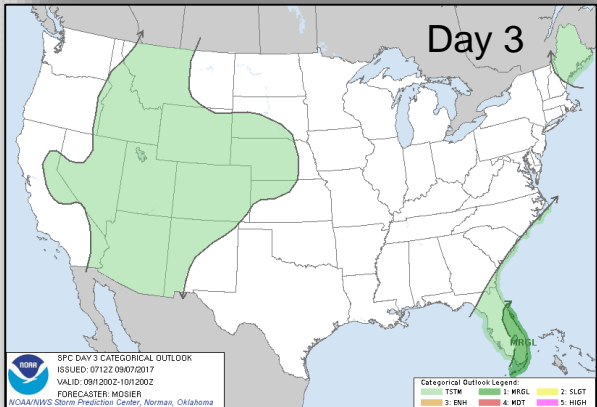 Day 3
MRGL
SPC DAY 3 CATEGORICAL OUTLOOK
ISSUED: 0712Z 09/07/2017
VALID: 09/1200Z-10/1200Z
FORECASTER: MOSIER
NOAA/NWS Storm Prediction Center, Norman, Oklahoma
NOAA
Categorical Outlook Legend:
TSTM 1: MRGL 2: SLGT
3: ENH 4: MDT 5: HIGH